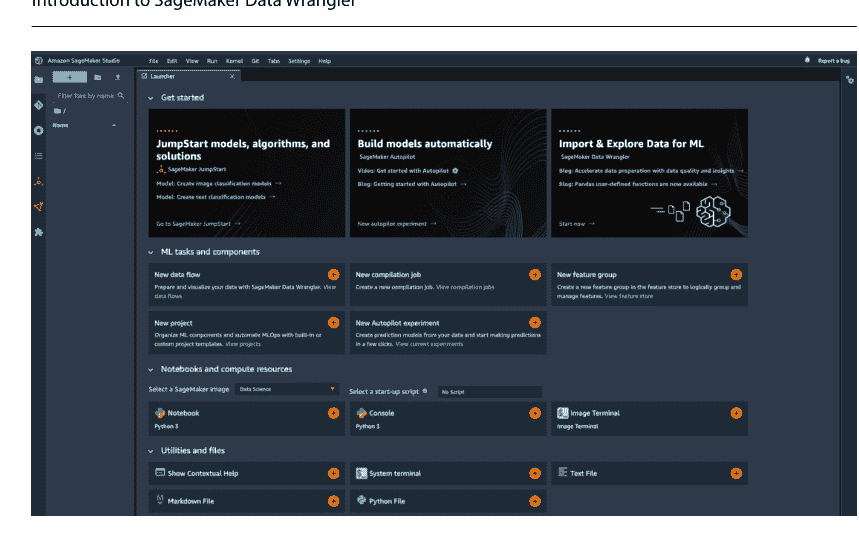 Introduction to SageMaker Data Wrangler
Amazon SageMaker Studio
File Edit View Run Kernel Git Tabs Settings Help
Report a bug
Launcher
Filter files by name
/
Name
Get started
JumpStart models, algorithms, and
solutions
SageMaker JumpStart
Model: Create image classification models →
Model: Create text classification models →
Go to SageMaker JumpStart →
Build models automatically
SageMaker Autopilot
Video: Get started with Autopilot
Blog: Getting started with Autopilot →
New autopilot experiment →
Import & Explore Data for ML
SageMaker Data Wrangler
Blog: Accelerate data preparation with data quality and insights →
Blog: Pandas user-defined functions are now available →
Start now →
ML tasks and components
New data flow
Prepare and visualize your data with SageMaker Data Wrangler. View
data flows
New compilation job
Create a new compilation job. View compilation jobs
New feature group
Create a new feature group in the feature store to logically group and
manage features. View feature store
New project
Organize ML components and automate MLOps with built-in or
custom project templates. View projects
New Autopilot experiment
Create prediction models from your data and start making predictions
in a few clicks. View current experiments
Notebooks and compute resources
Select a SageMaker image Data Science
Select a start-up script No Script
Notebook
Python 3
Console
Python 3
Image Terminal
Image Terminal
Utilities and files
Show Contextual Help
System terminal
Text File
Markdown File
Python File